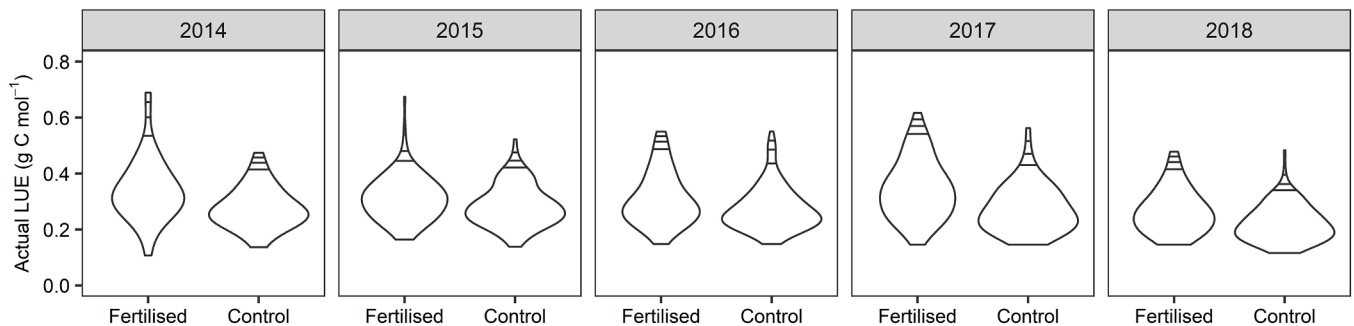 2014 2015 2016 2017 2018
Actual LUE (g C mol⁻¹)
0.8
0.6
0.4
0.2
0.0
Fertilised Control Fertilised Control Fertilised Control Fertilised Control Fertilised Control